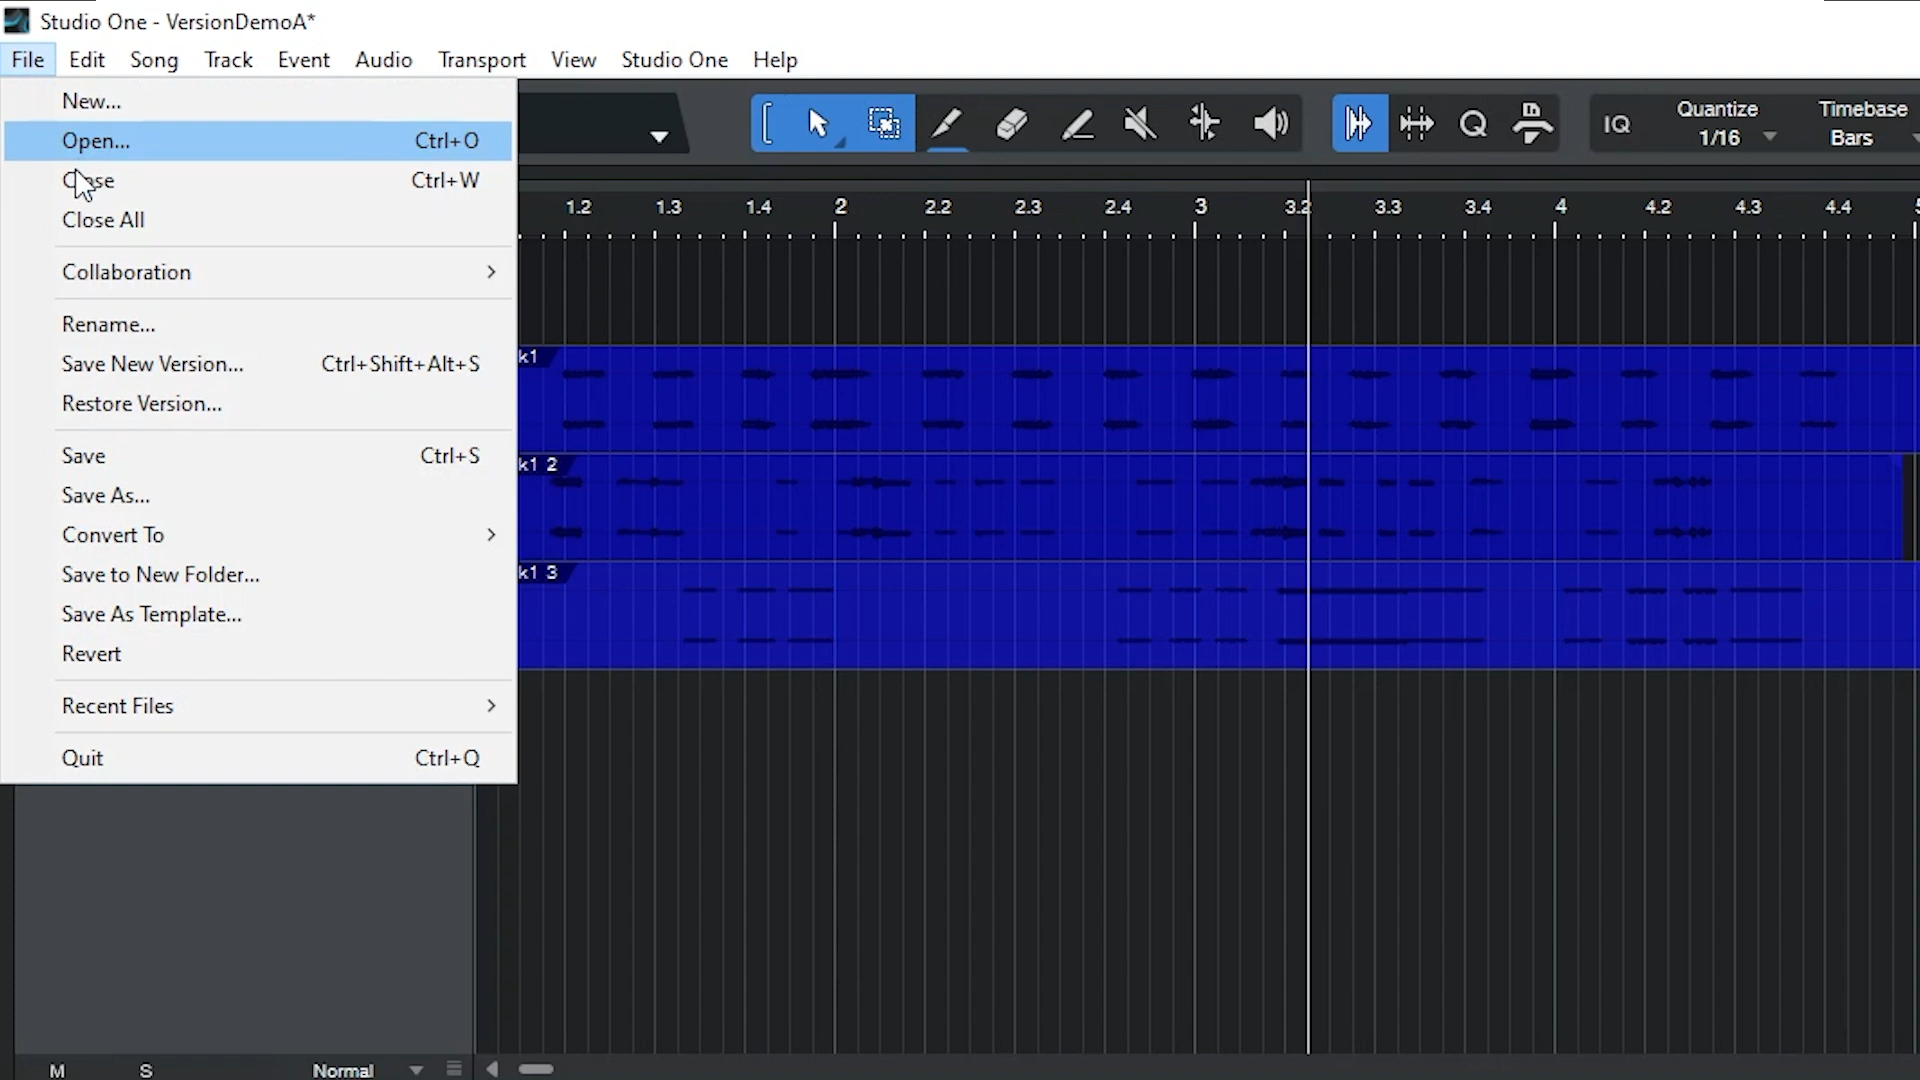 Studio One - VersionDemoA*
File Edit Song Track Event Audio Transport View Studio One Help
New...
Open... Ctrl+O
Close Ctrl+W
Close All
Collaboration
Rename...
Save New Version... Ctrl+Shift+Alt+S
Restore Version...
Save Ctrl+S
Save As...
Convert To
Save to New Folder...
Save As Template...
Revert
Recent Files
Quit Ctrl+Q
IQ Quantize Timebase
1/16 Bars
1.2 1.3 1.4 2 2.2 2.3 2.4 3 3.2 3.3 3.4 4 4.2 4.3 4.4
k1
k1 2
k1 3
M S Normal